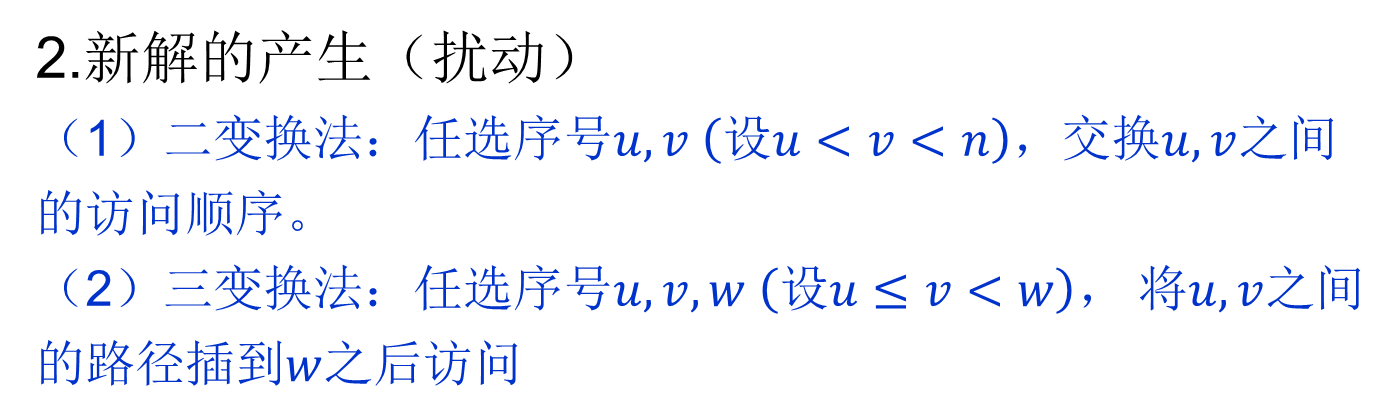 2.新解的产生（扰动）
（1）二变换法：任选序号u, v (设u < v < n)，交换u, v之间
的访问顺序。
（2）三变换法：任选序号u, v, w (设u ≤ v < w)， 将u, v之间
的路径插到w之后访问